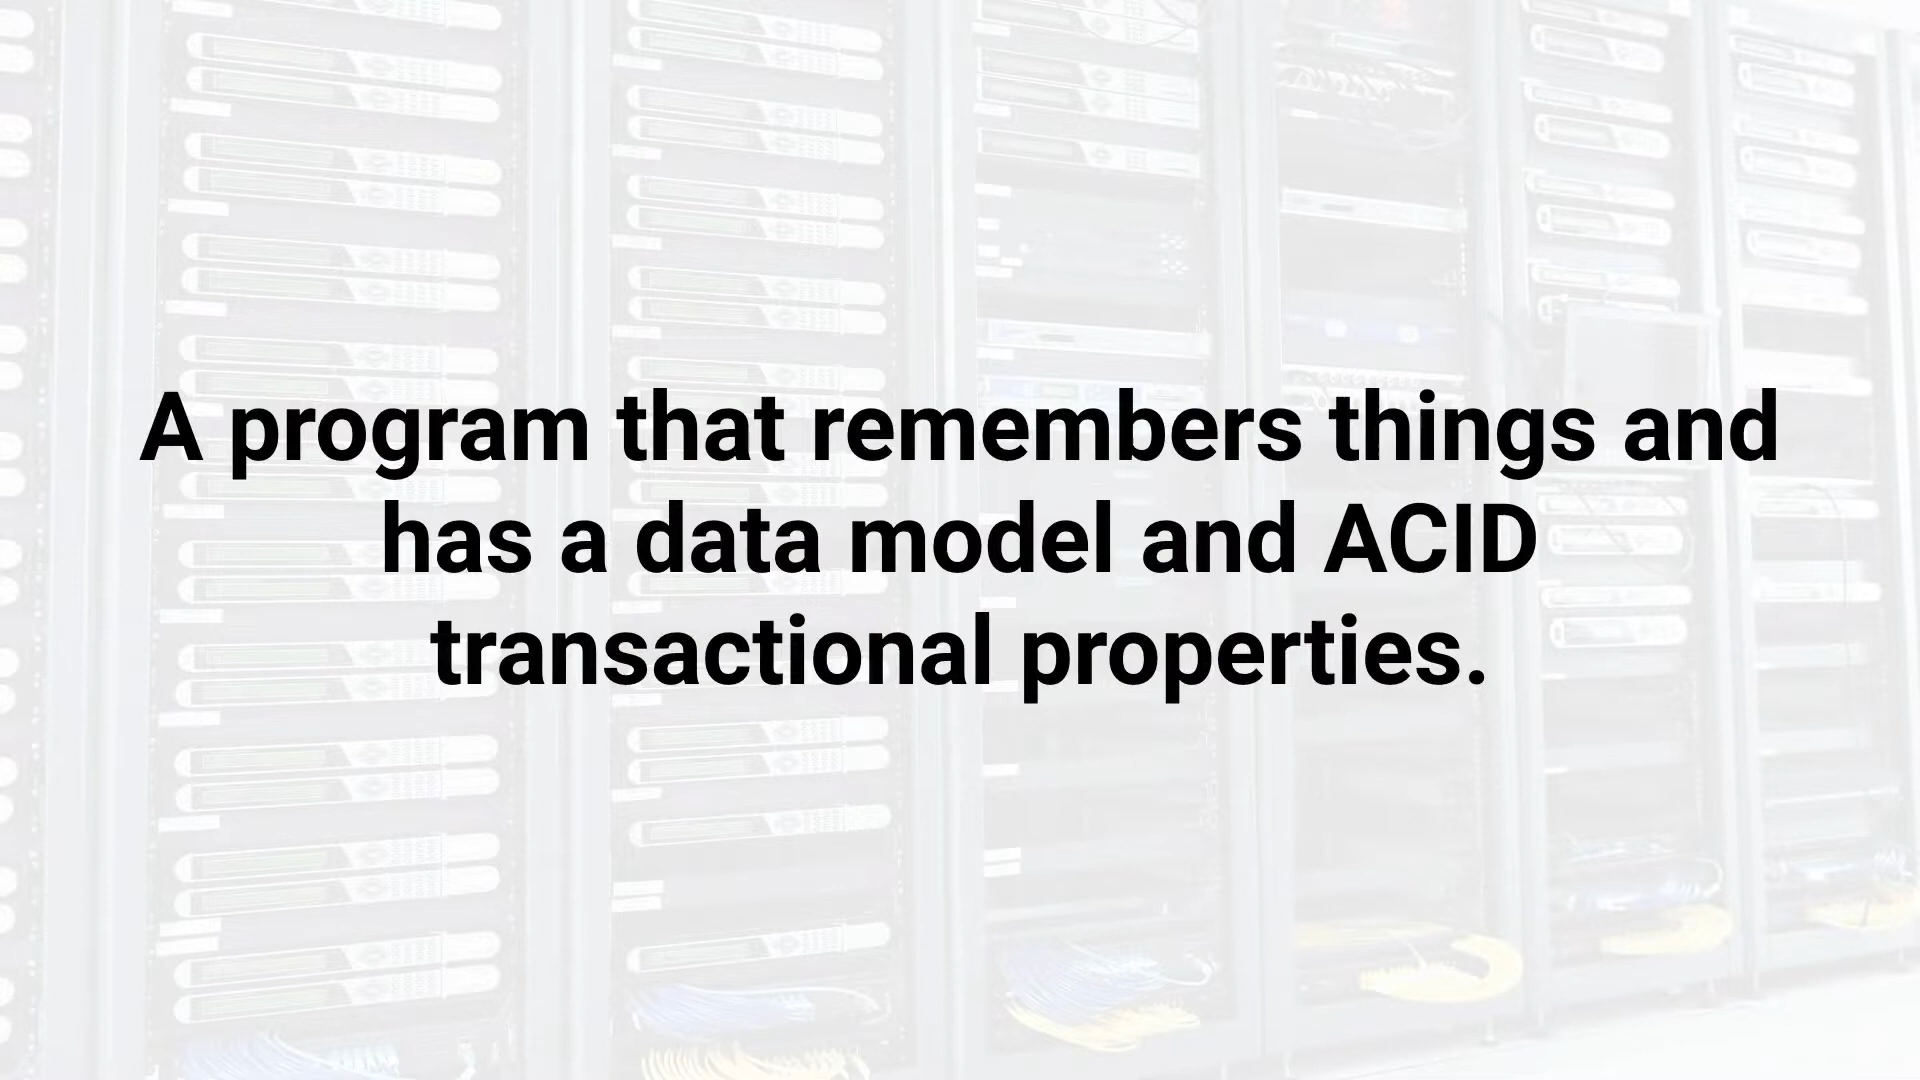 A program that remembers things and
has a data model and ACID
transactional properties.